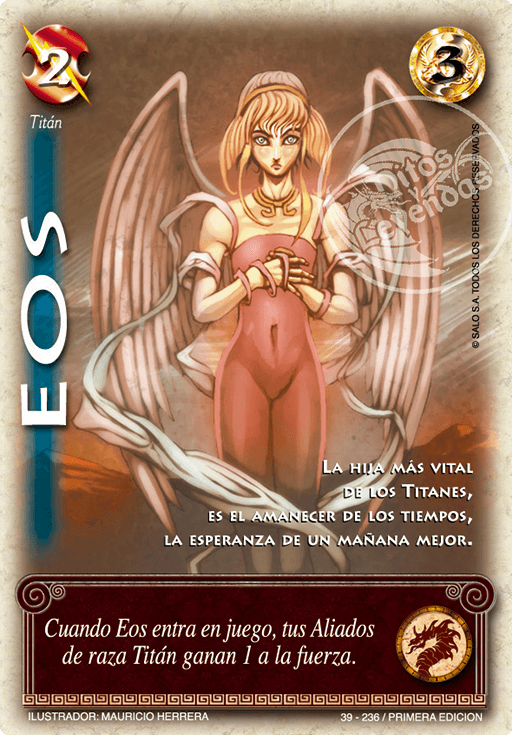 2
3
Titán
EOS
Mitos
y
Leyendas
© SALO S.A. TODOS LOS DERECHOS RESERVADOS
LA HIJA MÁS VITAL
DE LOS TITANES,
ES EL AMANECER DE LOS TIEMPOS,
LA ESPERANZA DE UN MAÑANA MEJOR.
Cuando Eos entra en juego, tus Aliados
de raza Titán ganan 1 a la fuerza.
ILUSTRADOR: MAURICIO HERRERA
39 - 236 / PRIMERA EDICION